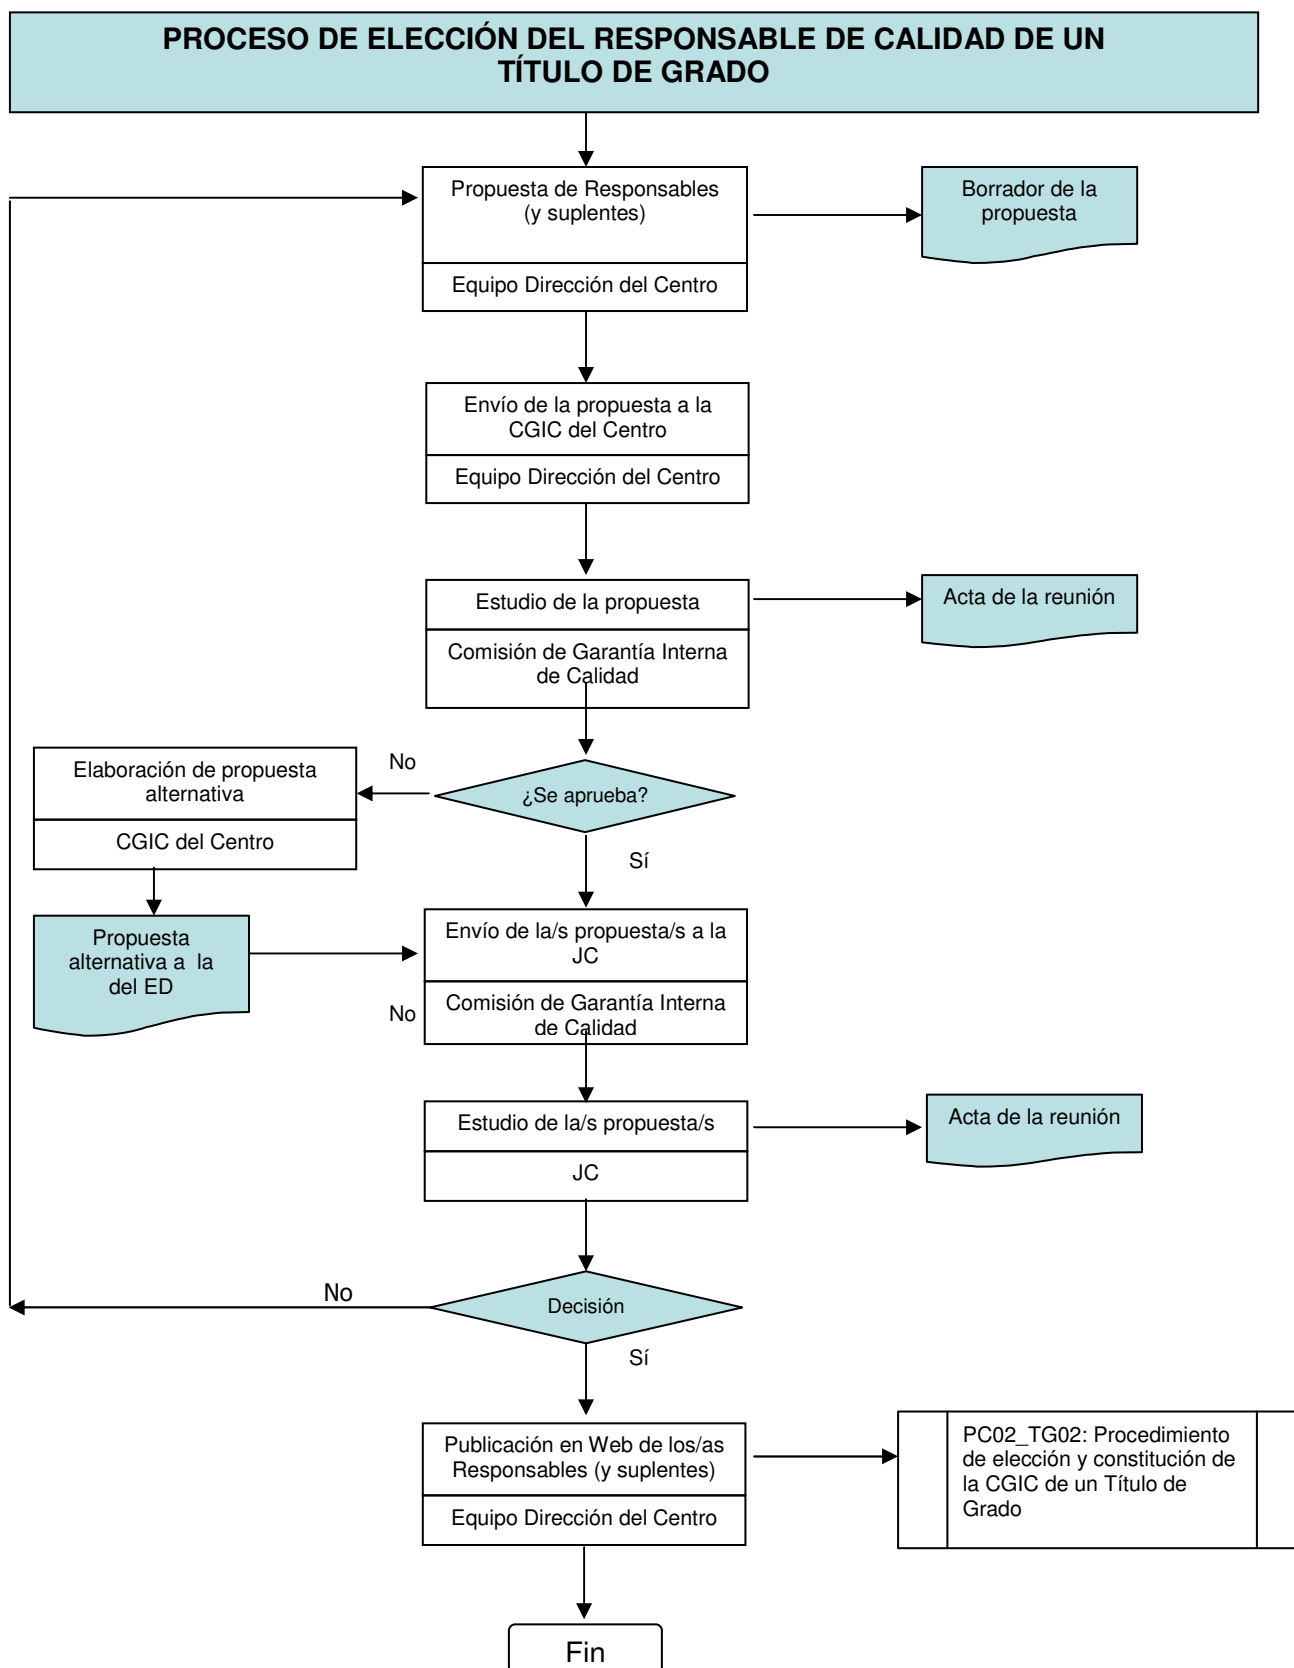 PROCESO DE ELECCIÓN DEL RESPONSABLE DE CALIDAD DE UN
TÍTULO DE GRADO
Propuesta de Responsables
(y suplentes)
Equipo Dirección del Centro
Borrador de la
propuesta
Envío de la propuesta a la
CGIC del Centro
Equipo Dirección del Centro
Estudio de la propuesta
Comisión de Garantía Interna
de Calidad
Acta de la reunión
No
¿Se aprueba?
Elaboración de propuesta
alternativa
CGIC del Centro
Sí
Propuesta
alternativa a la
del ED
Envío de la/s propuesta/s a la
JC
No
Comisión de Garantía Interna
de Calidad
Estudio de la/s propuesta/s
JC
Acta de la reunión
No
Decisión
Sí
Publicación en Web de los/as
Responsables (y suplentes)
Equipo Dirección del Centro
PC02_TG02: Procedimiento
de elección y constitución de
la CGIC de un Título de
Grado
Fin